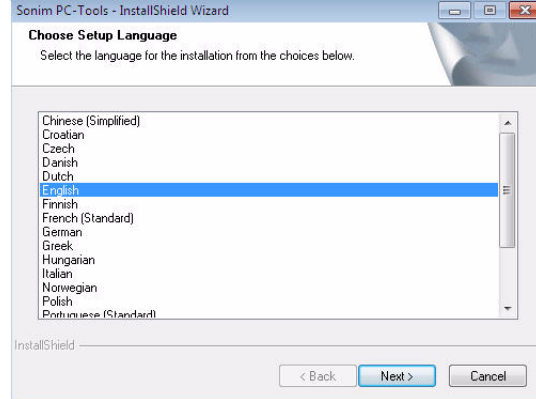 Sonim PC-Tools - InstallShield Wizard
Choose Setup Language
Select the language for the installation from the choices below.
Chinese (Simplified)
Croatian
Czech
Danish
Dutch
English
Finnish
French (Standard)
German
Greek
Hungarian
Italian
Norwegian
Polish
Portuguese (Standard)
InstallShield
< Back Next > Cancel